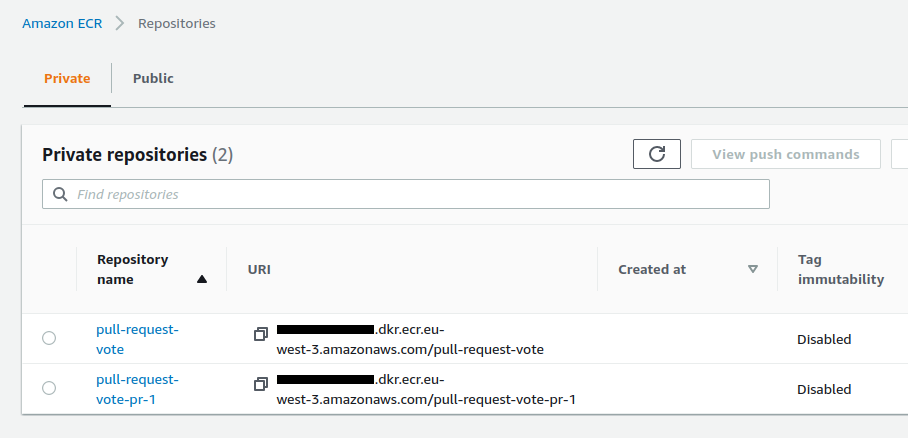 Amazon ECR > Repositories
Private Public
Private repositories (2)
View push commands
Find repositories
Repository name
URI
Created at
Tag immutability
pull-request-
vote
.dkr.ecr.eu-
west-3.amazonaws.com/pull-request-vote
Disabled
pull-request-
vote-pr-1
.dkr.ecr.eu-
west-3.amazonaws.com/pull-request-vote-pr-1
Disabled